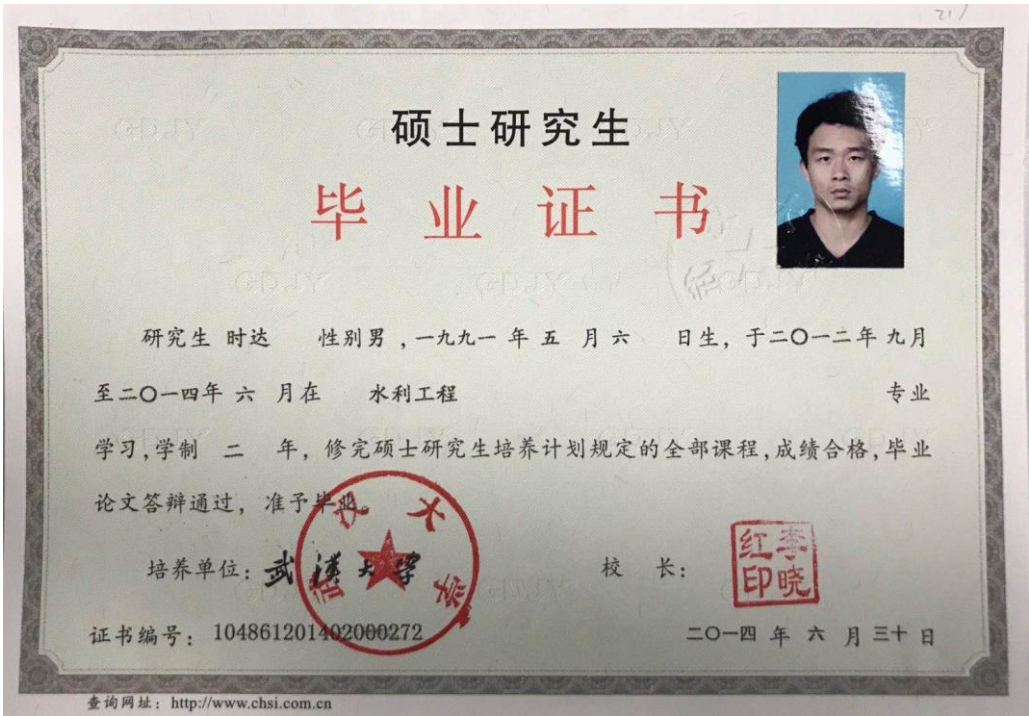 21/
硕士研究生
毕业证书
研究生 时达 性别男，一九九一 年 五 月 六 日生，于二〇一二年 九月
至二〇一四年 六 月在 水利工程 专业
学习，学制 二 年，修完硕士研究生培养计划规定的全部课程，成绩合格，毕业
论文答辩通过，准予毕业。
培养单位：武汉大学 校 长：
武汉大学
李晓红印
证书编号：104861201402000272 二〇一四 年 六 月 三十 日
查询网址：http://www.chsi.com.cn